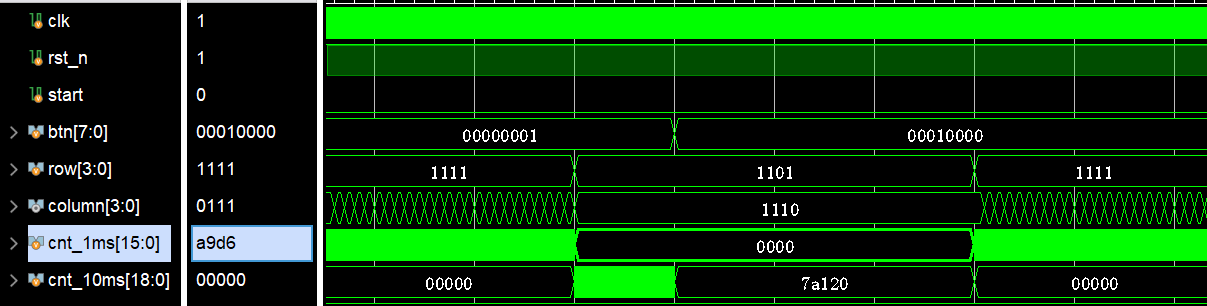 clk 1
rst_n 1
start 0
btn[7:0] 00010000 00000001 00010000
row[3:0] 1111 1111 1101 1111
column[3:0] 0111 1110
cnt_1ms[15:0] a9d6 0000
cnt_10ms[18:0] 00000 00000 7a120 00000